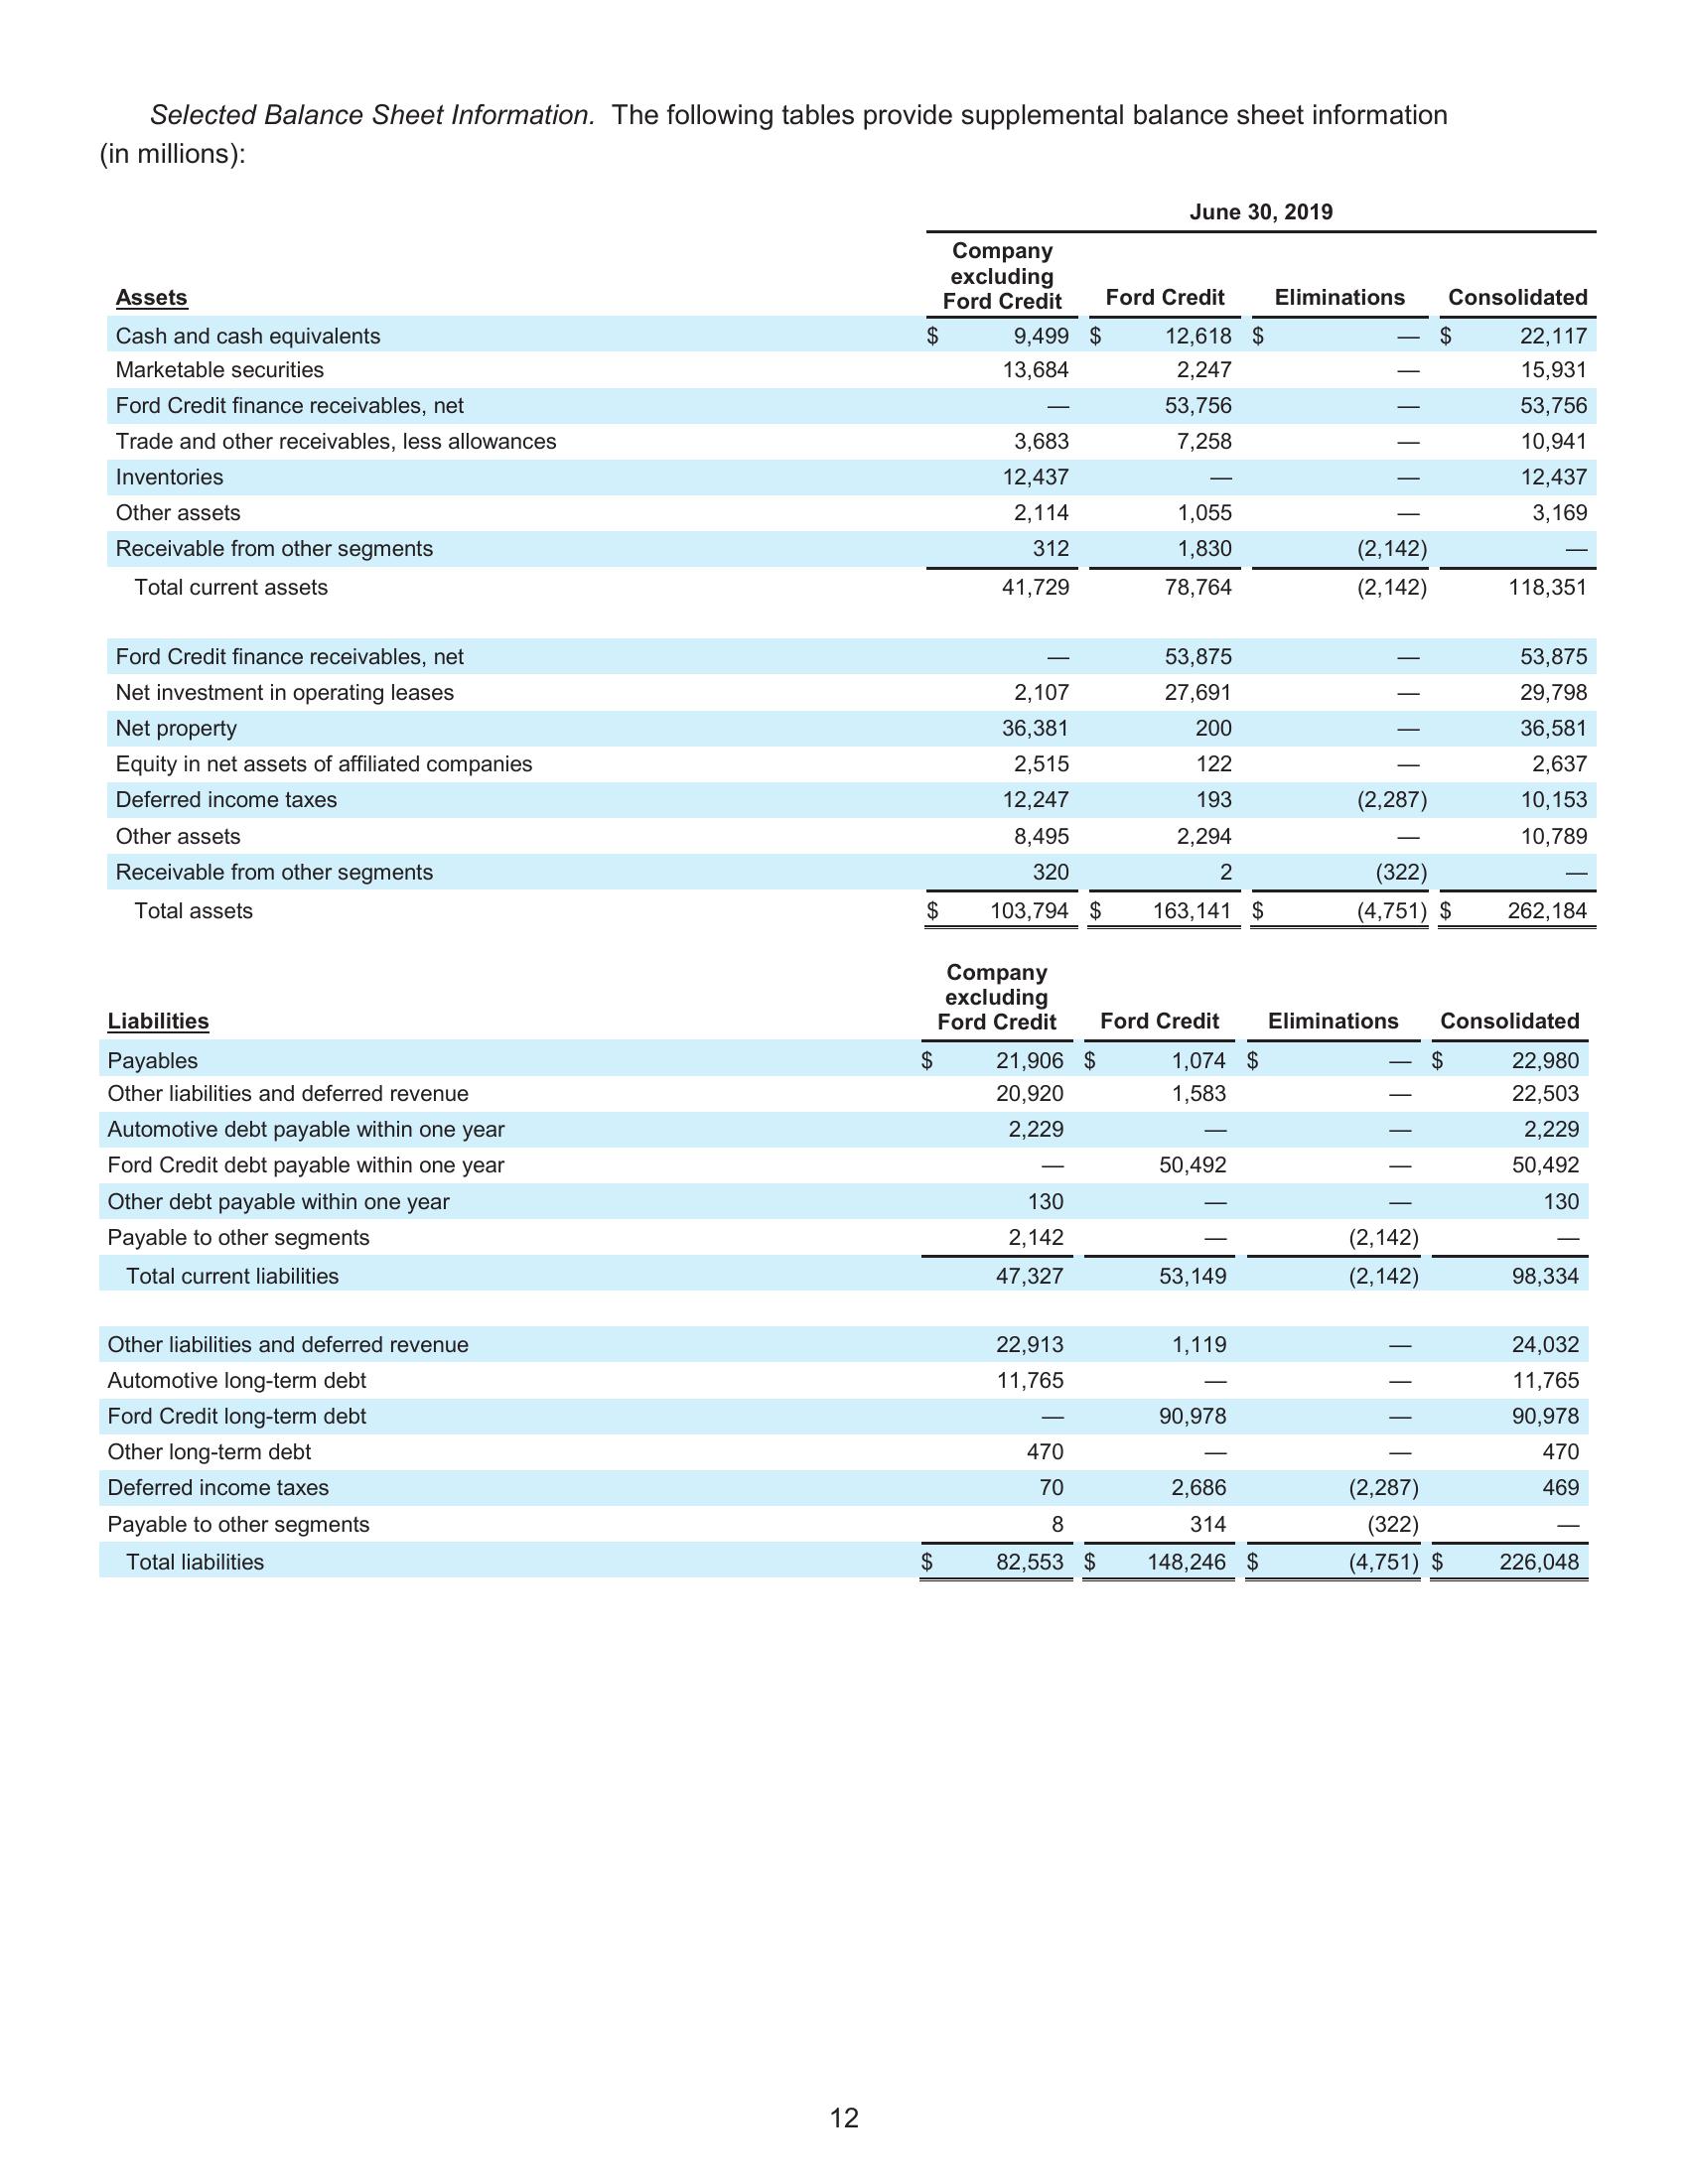 Selected Balance Sheet Information. The following tables provide supplemental balance sheet information
(in millions):
June 30, 2019
Assets Company excluding Ford Credit Ford Credit Eliminations Consolidated
Cash and cash equivalents $ 9,499 $ 12,618 $ — $ 22,117
Marketable securities 13,684 2,247 — 15,931
Ford Credit finance receivables, net — 53,756 — 53,756
Trade and other receivables, less allowances 3,683 7,258 — 10,941
Inventories 12,437 — — 12,437
Other assets 2,114 1,055 — 3,169
Receivable from other segments 312 1,830 (2,142) —
Total current assets 41,729 78,764 (2,142) 118,351
Ford Credit finance receivables, net — 53,875 — 53,875
Net investment in operating leases 2,107 27,691 — 29,798
Net property 36,381 200 — 36,581
Equity in net assets of affiliated companies 2,515 122 — 2,637
Deferred income taxes 12,247 193 (2,287) 10,153
Other assets 8,495 2,294 — 10,789
Receivable from other segments 320 2 (322) —
Total assets $ 103,794 $ 163,141 $ (4,751) $ 262,184
Liabilities Company excluding Ford Credit Ford Credit Eliminations Consolidated
Payables $ 21,906 $ 1,074 $ — $ 22,980
Other liabilities and deferred revenue 20,920 1,583 — 22,503
Automotive debt payable within one year 2,229 — — 2,229
Ford Credit debt payable within one year — 50,492 — 50,492
Other debt payable within one year 130 — — 130
Payable to other segments 2,142 — (2,142) —
Total current liabilities 47,327 53,149 (2,142) 98,334
Other liabilities and deferred revenue 22,913 1,119 — 24,032
Automotive long-term debt 11,765 — — 11,765
Ford Credit long-term debt — 90,978 — 90,978
Other long-term debt 470 — — 470
Deferred income taxes 70 2,686 (2,287) 469
Payable to other segments 8 314 (322) —
Total liabilities $ 82,553 $ 148,246 $ (4,751) $ 226,048
12